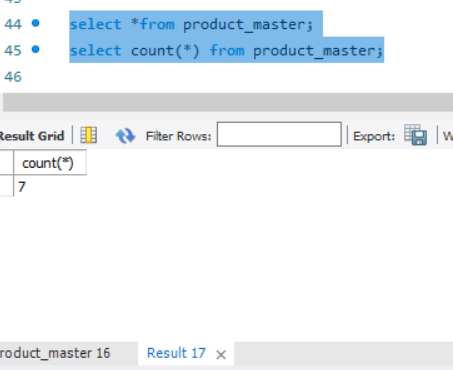 44 select *from product_master;
45 select count(*) from product_master;
46
Result Grid Filter Rows: Export: W
count(*)
7
roduct_master 16 Result 17 ×